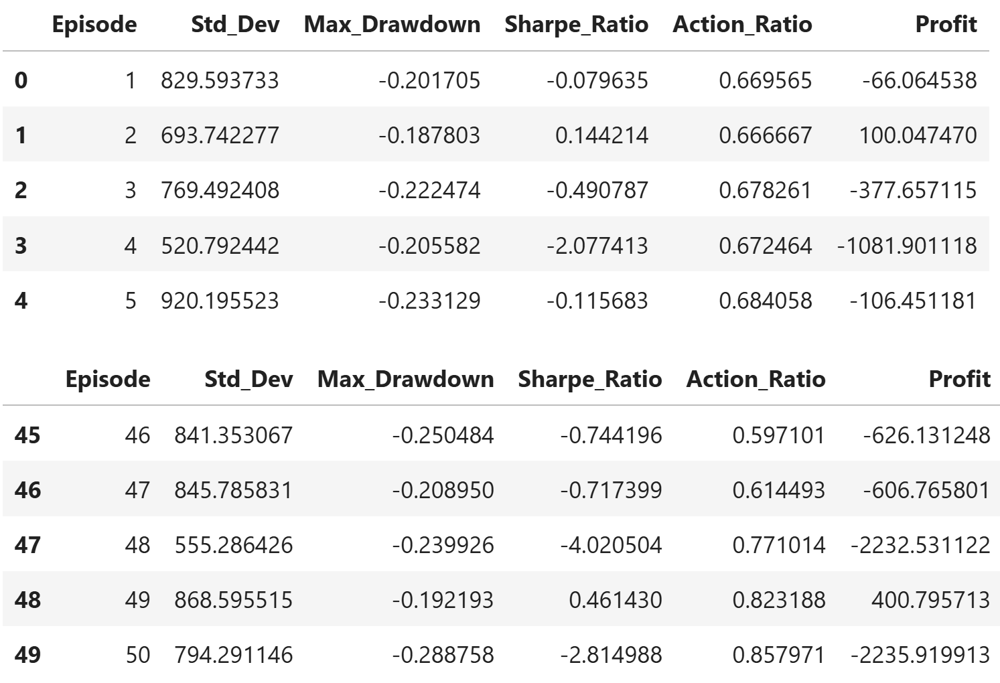 Episode Std_Dev Max_Drawdown Sharpe_Ratio Action_Ratio Profit
0 1 829.593733 -0.201705 -0.079635 0.669565 -66.064538
1 2 693.742277 -0.187803 0.144214 0.666667 100.047470
2 3 769.492408 -0.222474 -0.490787 0.678261 -377.657115
3 4 520.792442 -0.205582 -2.077413 0.672464 -1081.901118
4 5 920.195523 -0.233129 -0.115683 0.684058 -106.451181
Episode Std_Dev Max_Drawdown Sharpe_Ratio Action_Ratio Profit
45 46 841.353067 -0.250484 -0.744196 0.597101 -626.131248
46 47 845.785831 -0.208950 -0.717399 0.614493 -606.765801
47 48 555.286426 -0.239926 -4.020504 0.771014 -2232.531122
48 49 868.595515 -0.192193 0.461430 0.823188 400.795713
49 50 794.291146 -0.288758 -2.814988 0.857971 -2235.919913